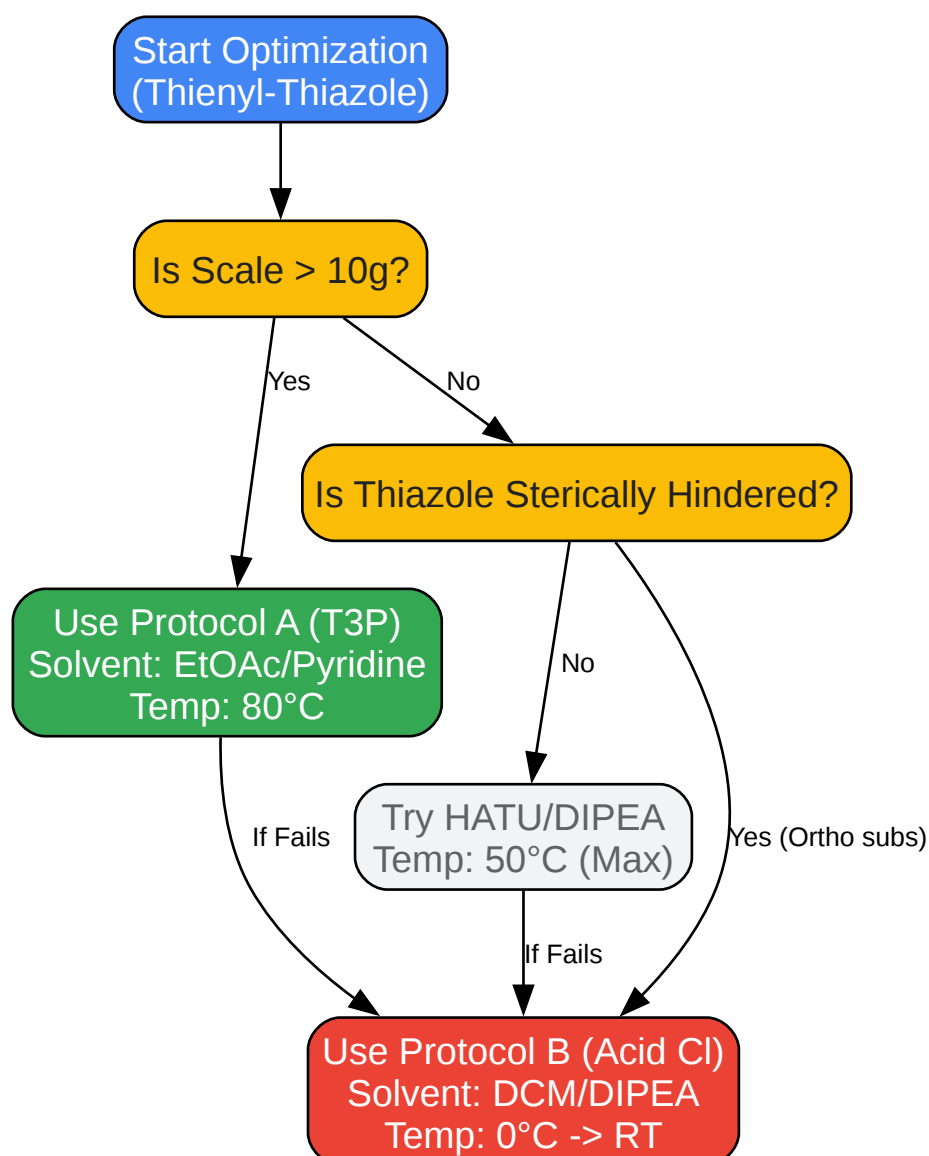 Start Optimization
(Thienyl-Thiazole)
Is Scale > 10g?
Yes
No
Is Thiazole Sterically Hindered?
Use Protocol A (T3P)
Solvent: EtOAc/Pyridine
Temp: 80°C
No
If Fails
Try HATU/DIPEA
Temp: 50°C (Max)
Yes (Ortho subs)
If Fails
Use Protocol B (Acid Cl)
Solvent: DCM/DIPEA
Temp: 0°C -> RT